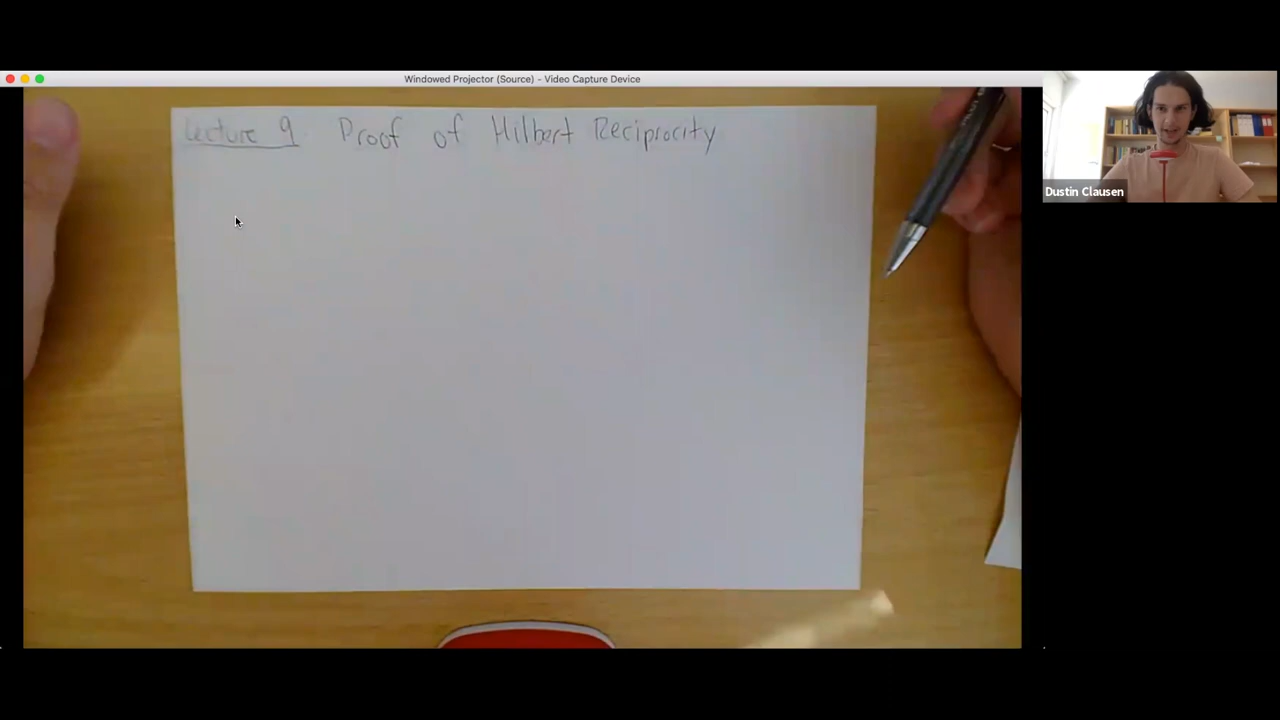 Windowed Projector (Source) - Video Capture Device
Lecture 9 Proof of Hilbert Reciprocity
Dustin Clausen